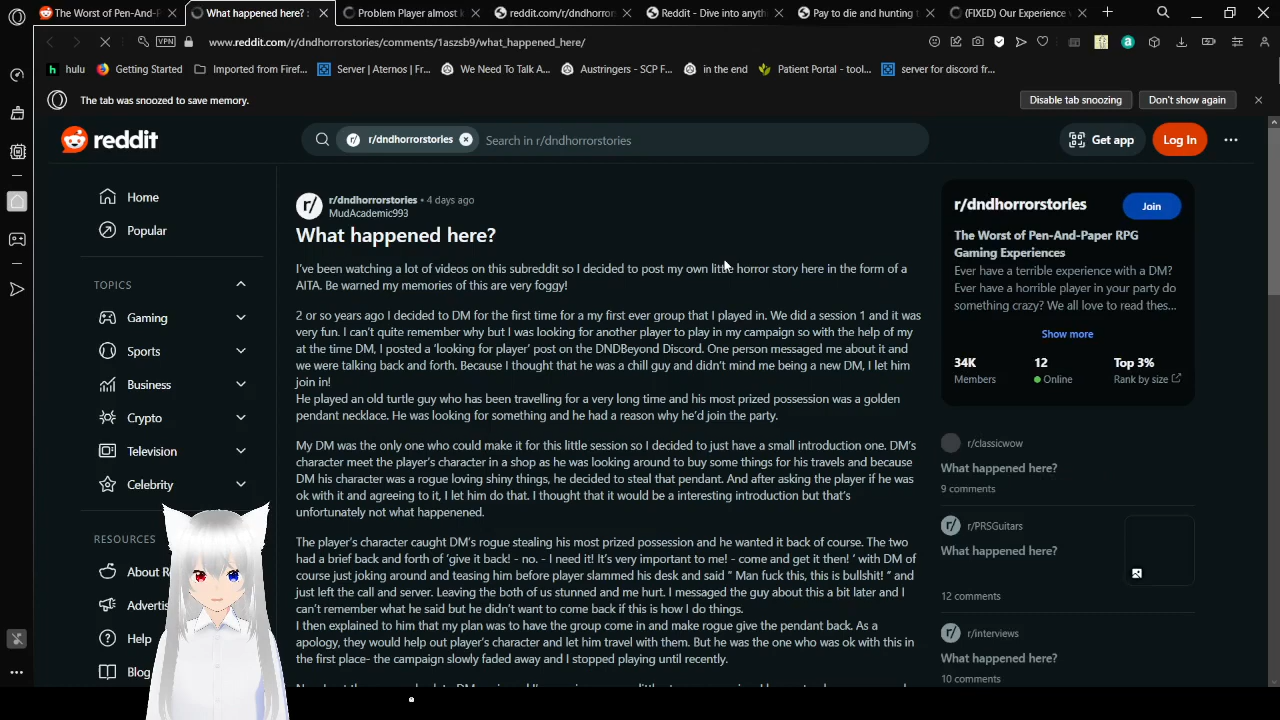 The Worst of Pen-And-P
What happened here? :
Problem Player almost k
reddit.com/r/dndhorrors
Reddit - Dive into anyth
Pay to die and hunting t
(FIXED) Our Experience w
VPN
www.reddit.com/r/dndhorrorstories/comments/1aszsb9/what_happened_here/
hulu
Getting Started
Imported from Firef...
Server | Aternos | Fr...
We Need To Talk A...
Austringers - SCP F...
in the end
Patient Portal - tool...
server for discord fr...
The tab was snoozed to save memory.
Disable tab snoozing
Don't show again
reddit
r/dndhorrorstories
Search in r/dndhorrorstories
Get app
Log In
Home
Popular
TOPICS
Gaming
Sports
Business
Crypto
Television
Celebrity
RESOURCES
About R
Advertis
Help
Blog
r/dndhorrorstories • 4 days ago
MudAcademic993
What happened here?
I've been watching a lot of videos on this subreddit so I decided to post my own little horror story here in the form of a
AITA. Be warned my memories of this are very foggy!
2 or so years ago I decided to DM for the first time for a my first ever group that I played in. We did a session 1 and it was
very fun. I can't quite remember why but I was looking for another player to play in my campaign so with the help of my
at the time DM, I posted a 'looking for player' post on the DNDBeyond Discord. One person messaged me about it and
we were talking back and forth. Because I thought that he was a chill guy and didn't mind me being a new DM, I let him
join in!
He played an old turtle guy who has been travelling for a very long time and his most prized possession was a golden
pendant necklace. He was looking for something and he had a reason why he'd join the party.
My DM was the only one who could make it for this little session so I decided to just have a small introduction one. DM's
character meet the player's character in a shop as he was looking around to buy some things for his travels and because
DM his character was a rogue loving shiny things, he decided to steal that pendant. And after asking the player if he was
ok with it and agreeing to it, I let him do that. I thought that it would be a interesting introduction but that's
unfortunately not what happenened.
The player's character caught DM's rogue stealing his most prized possession and he wanted it back of course. The two
had a brief back and forth of 'give it back! - no. - I need it! It's very important to me! - come and get it then! ' with DM of
course just joking around and teasing him before player slammed his desk and said " Man fuck this, this is bullshit! " and
just left the call and server. Leaving the both of us stunned and me hurt. I messaged the guy about this a bit later and I
can't remember what he said but he didn't want to come back if this is how I do things.
I then explained to him that my plan was to have the group come in and make rogue give the pendant back. As a
apology, they would help out player's character and let him travel with them. But he was the one who was ok with this in
the first place- the campaign slowly faded away and I stopped playing until recently.
r/dndhorrorstories
Join
The Worst of Pen-And-Paper RPG
Gaming Experiences
Ever have a terrible experience with a DM?
Ever have a horrible player in your party do
something crazy? We all love to read thes...
Show more
34K
Members
12
Online
Top 3%
Rank by size
r/classicwow
What happened here?
9 comments
r/PRSGuitars
What happened here?
12 comments
r/interviews
What happened here?
10 comments